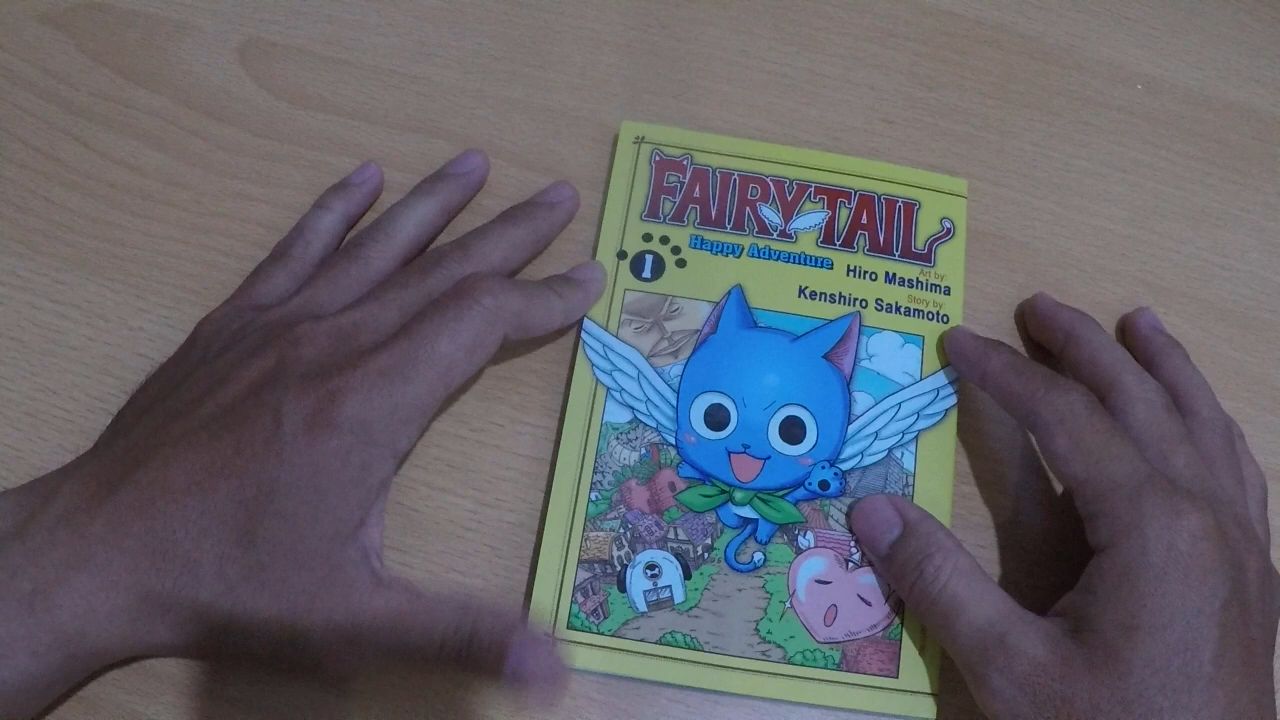 FAIRY TAIL
Happy Adventure
1
Art by:
Hiro Mashima
Story by:
Kenshiro Sakamoto